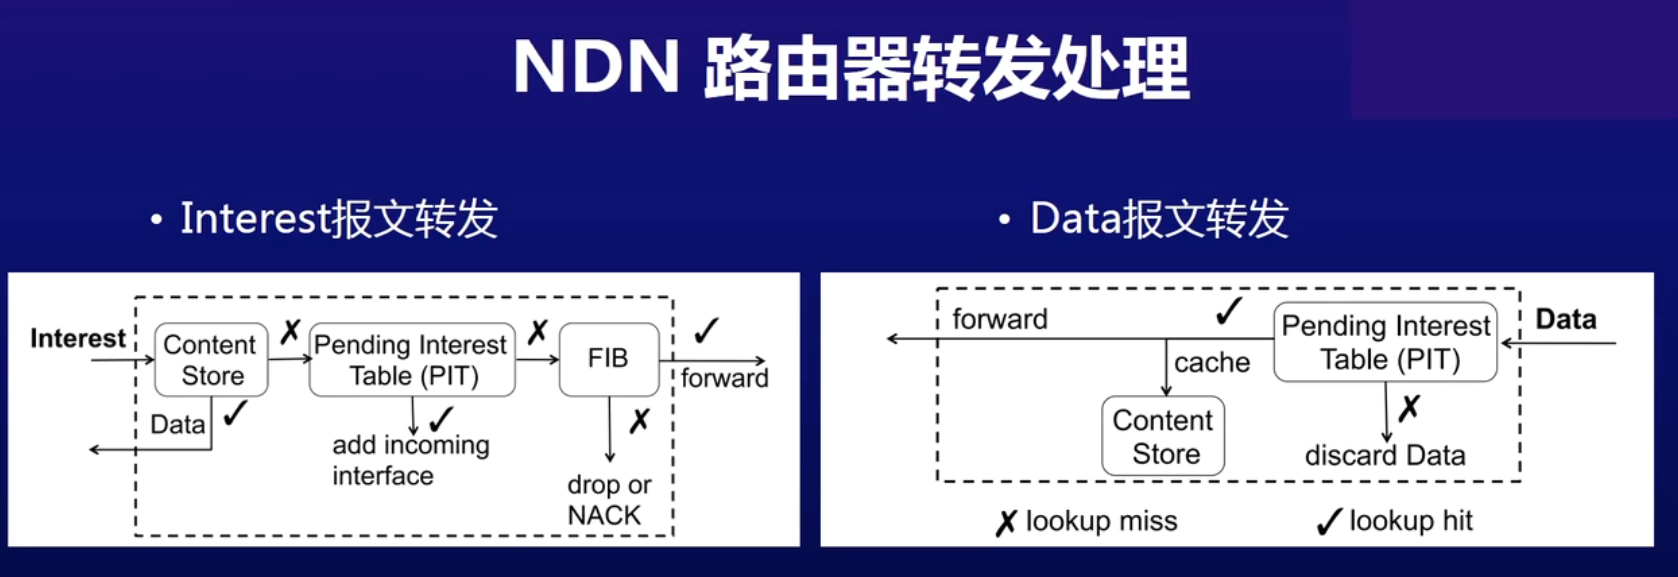 NDN 路由器转发处理
• Interest报文转发
Interest
Content
Store
✗
Pending Interest
Table (PIT)
✗
FIB
✓
forward
Data
✓
✓
add incoming
interface
✗
drop or
NACK
• Data报文转发
forward
✓
Pending Interest
Table (PIT)
Data
cache
Content
Store
✗
discard Data
✗ lookup miss
✓ lookup hit